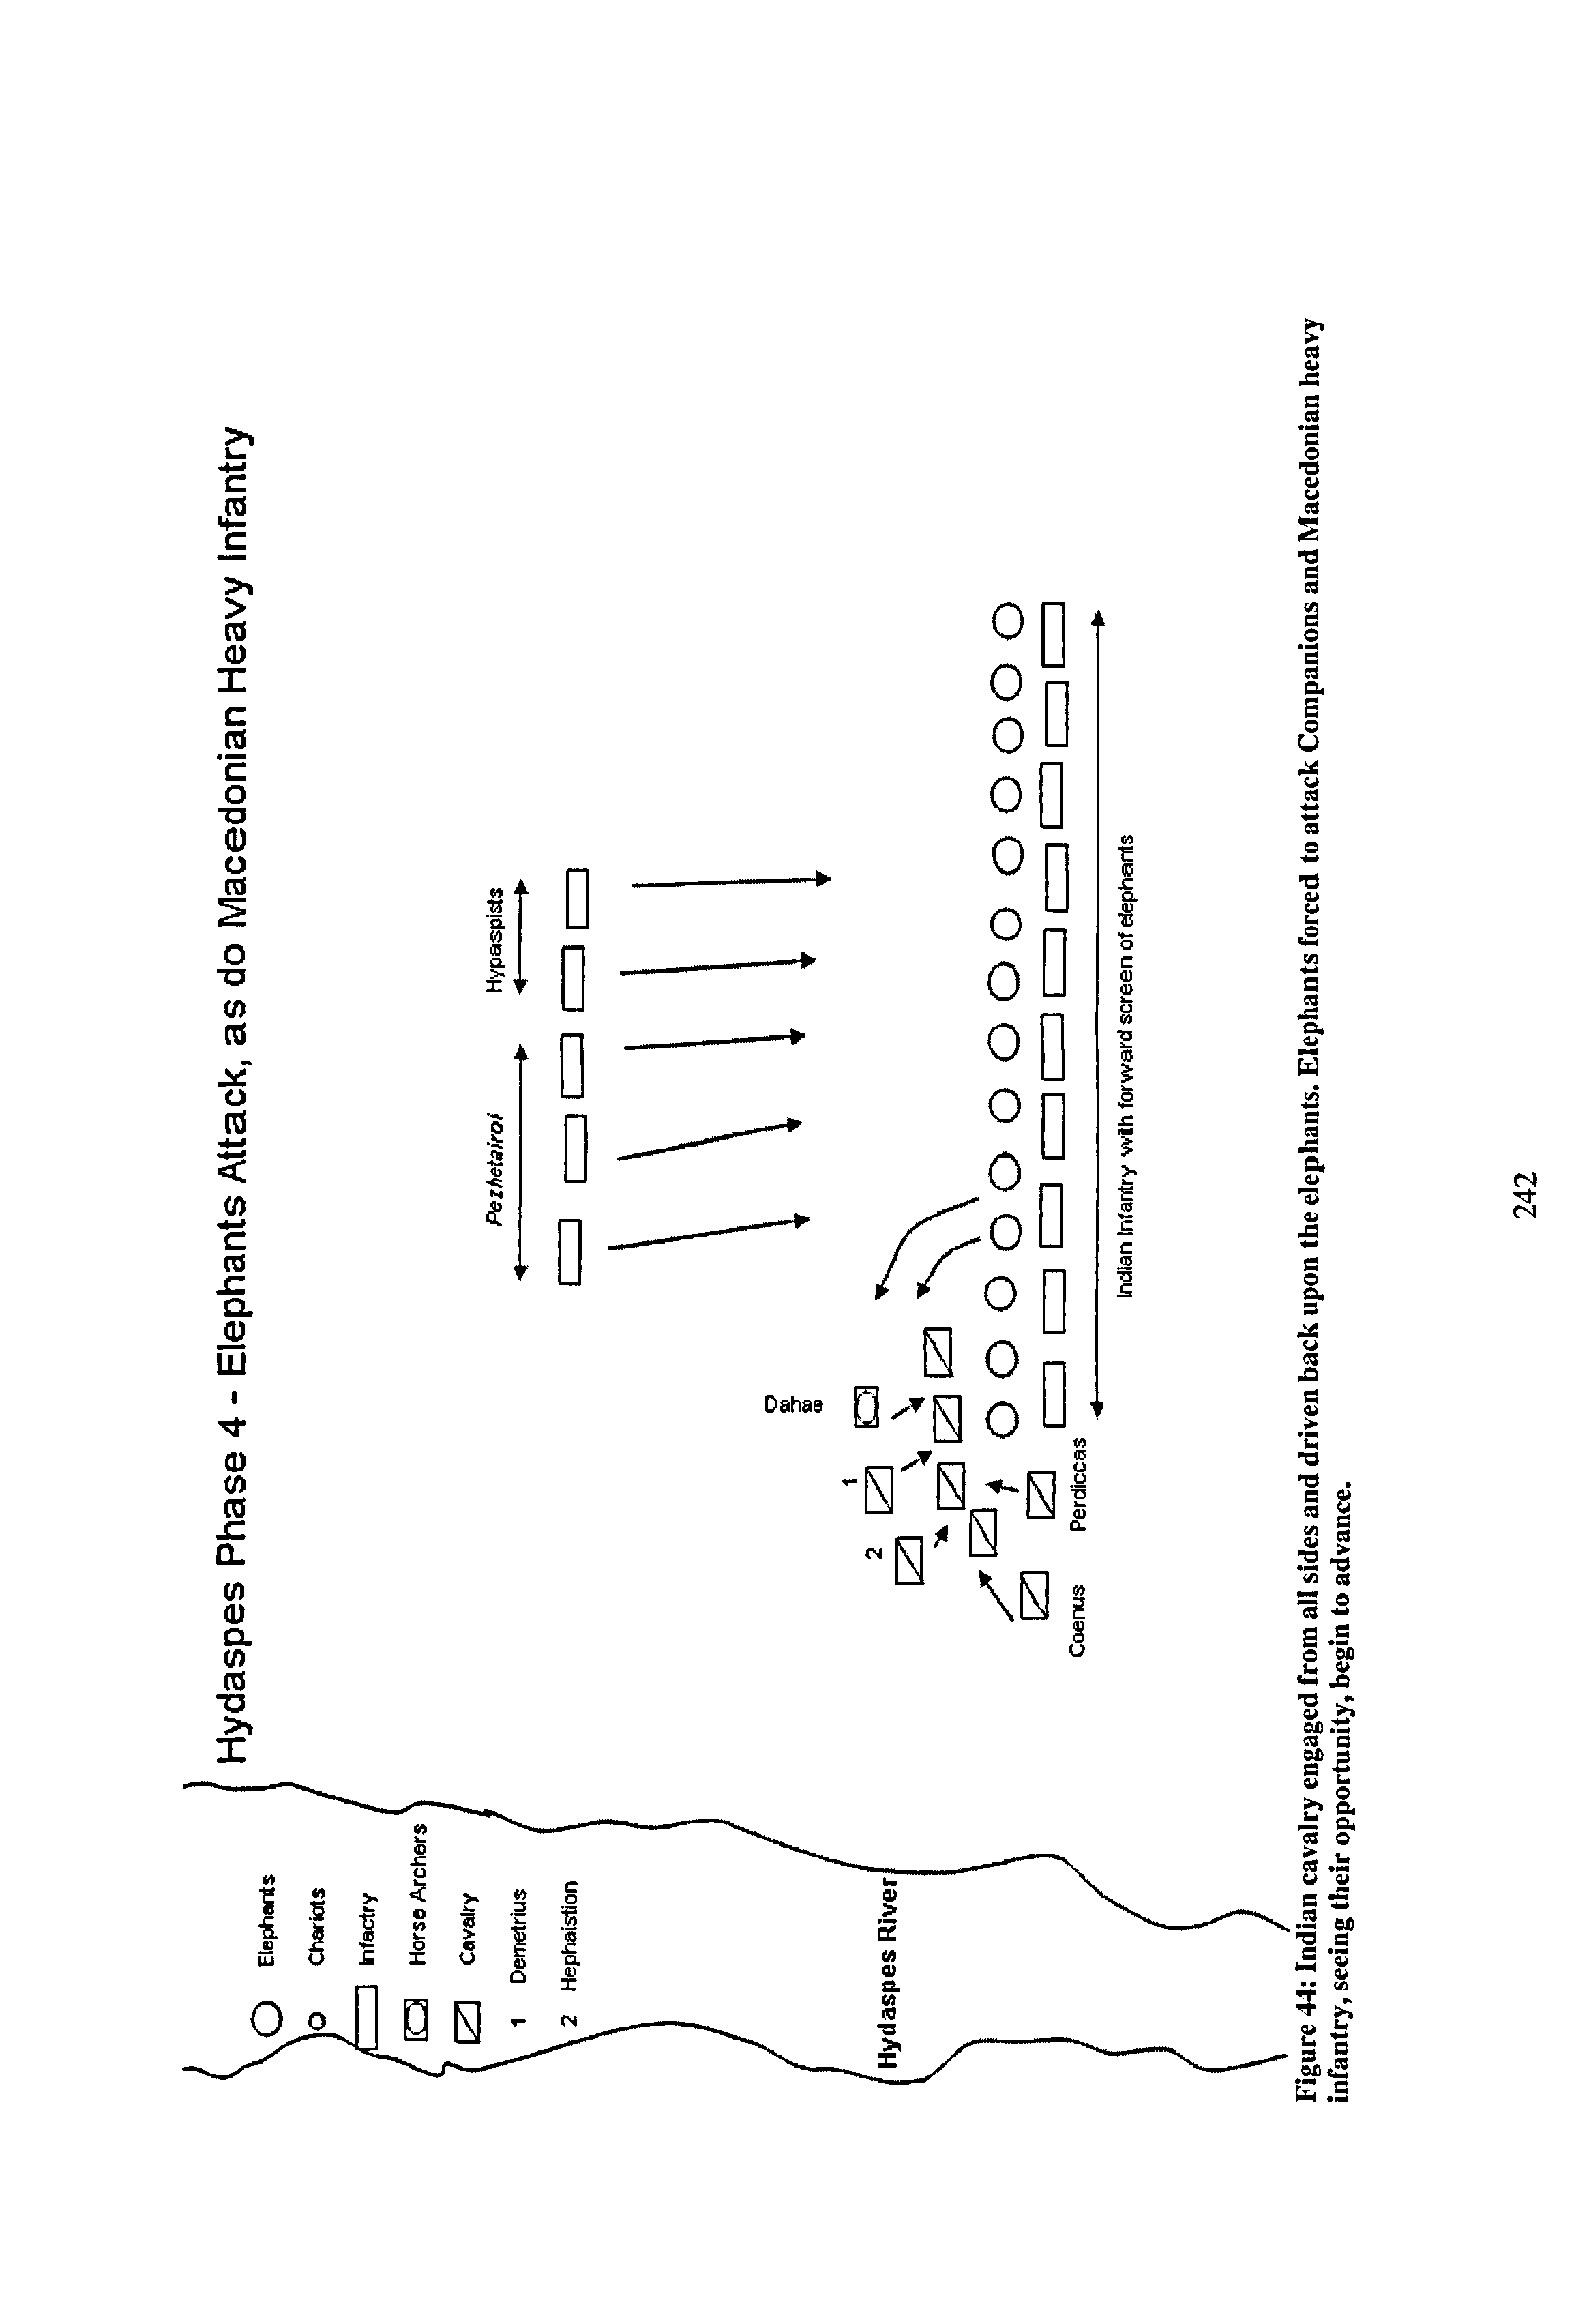 Hydaspes Phase 4 - Elephants Attack, as do Macedonian Heavy Infantry
Elephants
Chariots
Infactry
Horse Archers
Cavalry
1 Demetrius
2 Hephaistion
Hydaspes River
Pezhetairoi
Hypaspists
Dahae
1
2
Coenus
Perdiccas
Indian Infantry with forward screen of elephants
Figure 44: Indian cavalry engaged from all sides and driven back upon the elephants. Elephants forced to attack Companions and Macedonian heavy
infantry, seeing their opportunity, begin to advance.
242